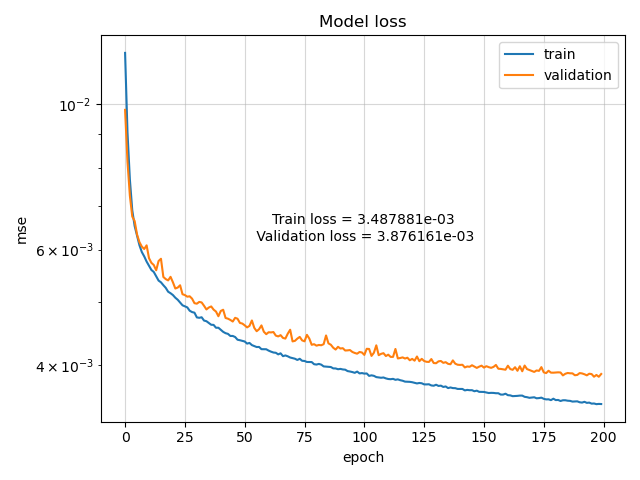 Model loss
train
validation
10⁻²
Train loss = 3.487881e-03
Validation loss = 3.876161e-03
mse
6 × 10⁻³
4 × 10⁻³
0 25 50 75 100 125 150 175 200
epoch